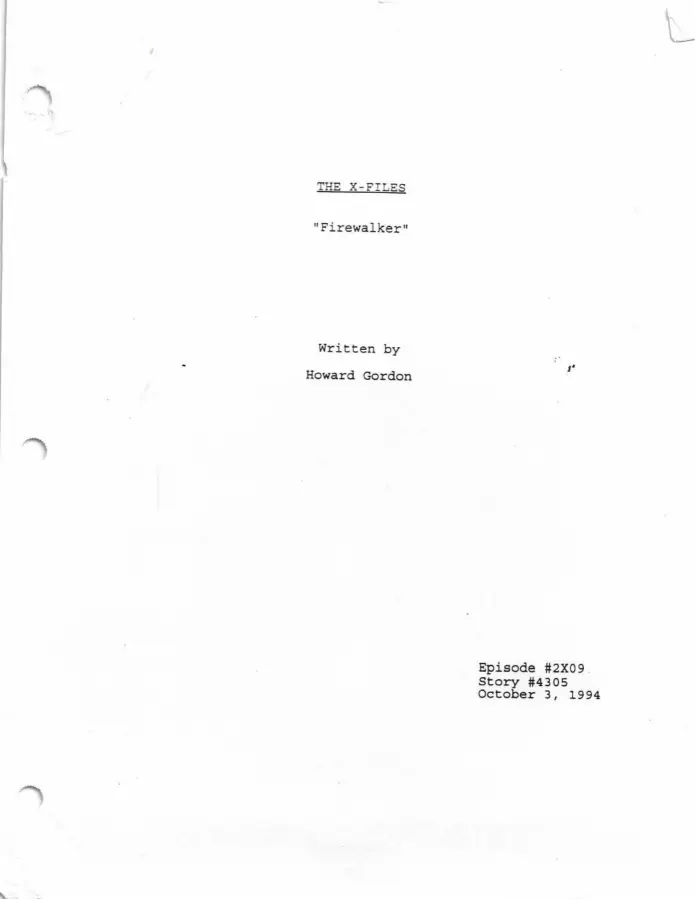 THE X-FILES
"Firewalker"
Written by
Howard Gordon
Episode #2X09
Story #4305
October 3, 1994